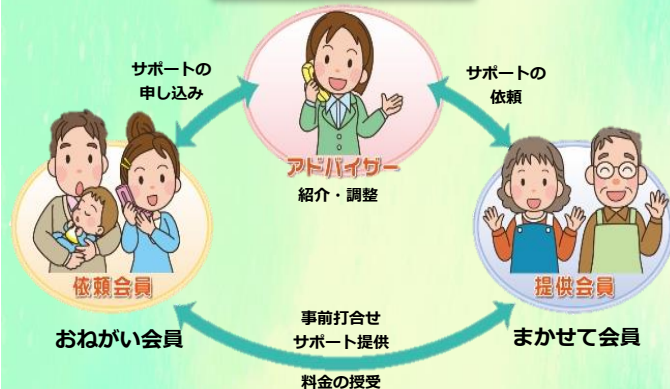 サポートの
申し込み
サポートの
依頼
アドバイザー
紹介・調整
依頼会員
提供会員
おねがい会員
まかせて会員
事前打合せ
サポート提供
料金の授受